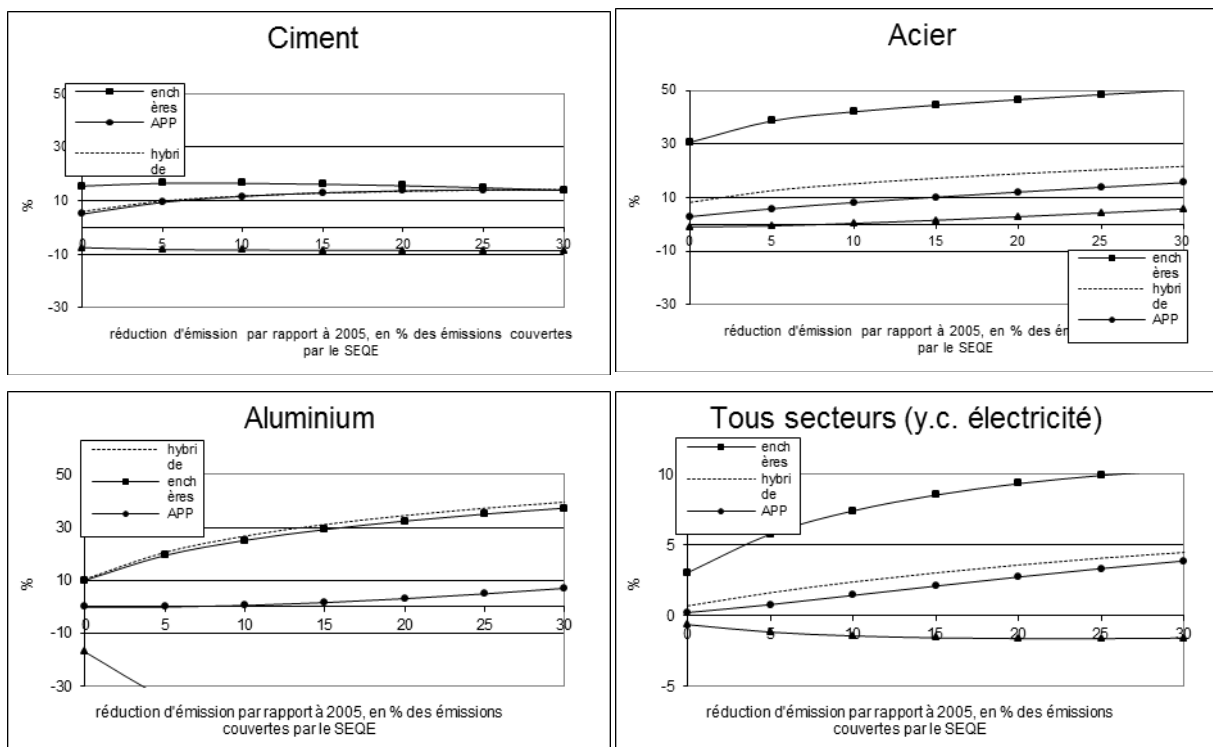 Ciment
ench
ères
APP
hybri
de
50
30
10
-10
-30
%
0
5
10
15
20
25
30
réduction d'émission par rapport à 2005, en % des émissions couvertes
par le SEQE
Acier
50
30
10
-10
-30
%
0
5
10
15
20
25
30
ench
ères
hybri
de
APP
réduction d'émission par rapport à 2005, en % des ém
par le SEQE
Aluminium
hybri
de
ench
ères
APP
50
30
10
-10
-30
%
0
5
10
15
20
25
30
réduction d'émission par rapport à 2005, en % des émissions
couvertes par le SEQE
Tous secteurs (y.c. électricité)
ench
ères
hybri
de
APP
10
5
0
-5
%
0
5
10
15
20
25
30
réduction d'émission par rapport à 2005, en % des émissions
couvertes par le SEQE